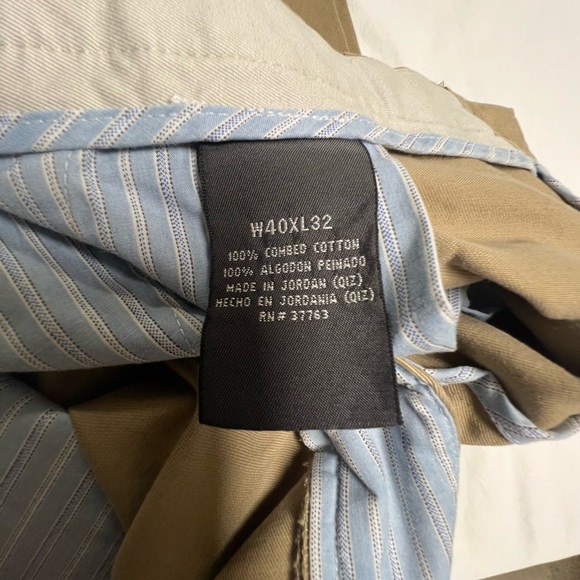 W40XL32
100% COMBED COTTON
100% ALGODON PEINADO
MADE IN JORDAN (QIZ)
HECHO EN JORDANIA (QIZ)
RN# 37763